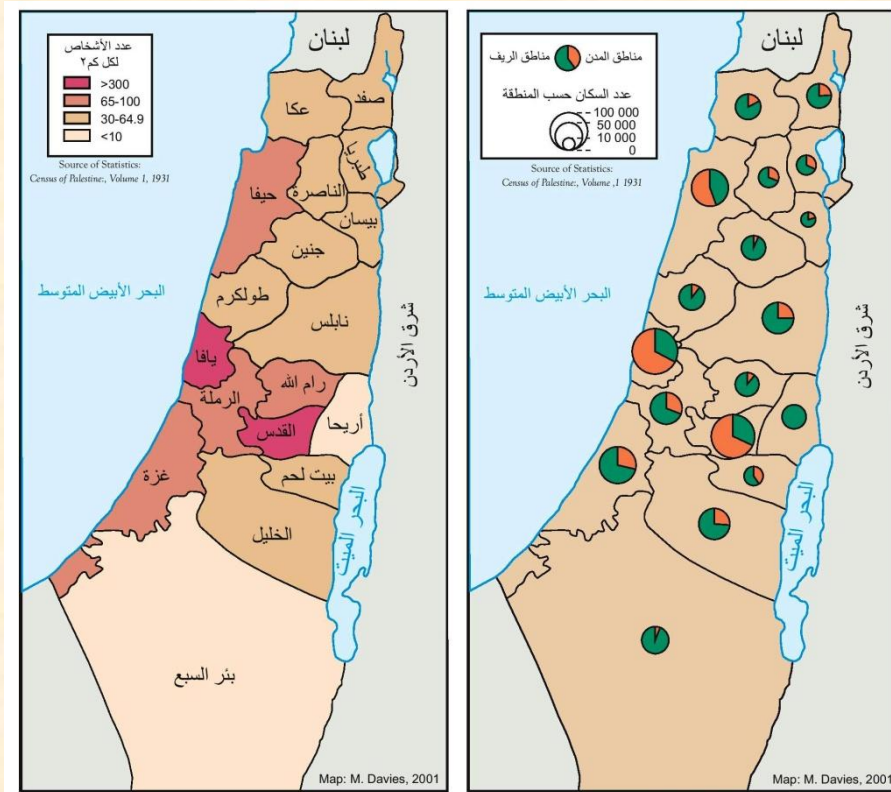 عدد الأشخاص
لكل كم٢
>300
65-100
30-64.9
<10
Source of Statistics:
Census of Palestine:, Volume 1, 1931
لبنان
صفد
عكا
طبريا
الناصرة
حيفا
بيسان
جنين
البحر الأبيض المتوسط
طولكرم
نابلس
شرق الأردن
يافا
رام الله
الرملة
أريحا
القدس
غزة
بيت لحم
الخليل
البحر الميت
بئر السبع
Map: M. Davies, 2001
لبنان
مناطق المدن
مناطق الريف
عدد السكان حسب المنطقة
100 000
50 000
10 000
0
Source of Statistics:
Census of Palestine:, Volume ,1 1931
البحر الأبيض المتوسط
شرق الأردن
البحر الميت
Map: M. Davies, 2001